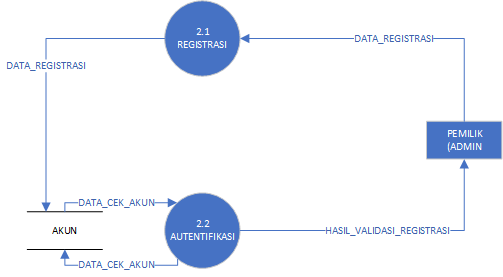 2.1
REGISTRASI
DATA_REGISTRASI
DATA_REGISTRASI
PEMILIK
(ADMIN
DATA_CEK_AKUN
2.2
AUTENTIFIKASI
AKUN
HASIL_VALIDASI_REGISTRASI
DATA_CEK_AKUN